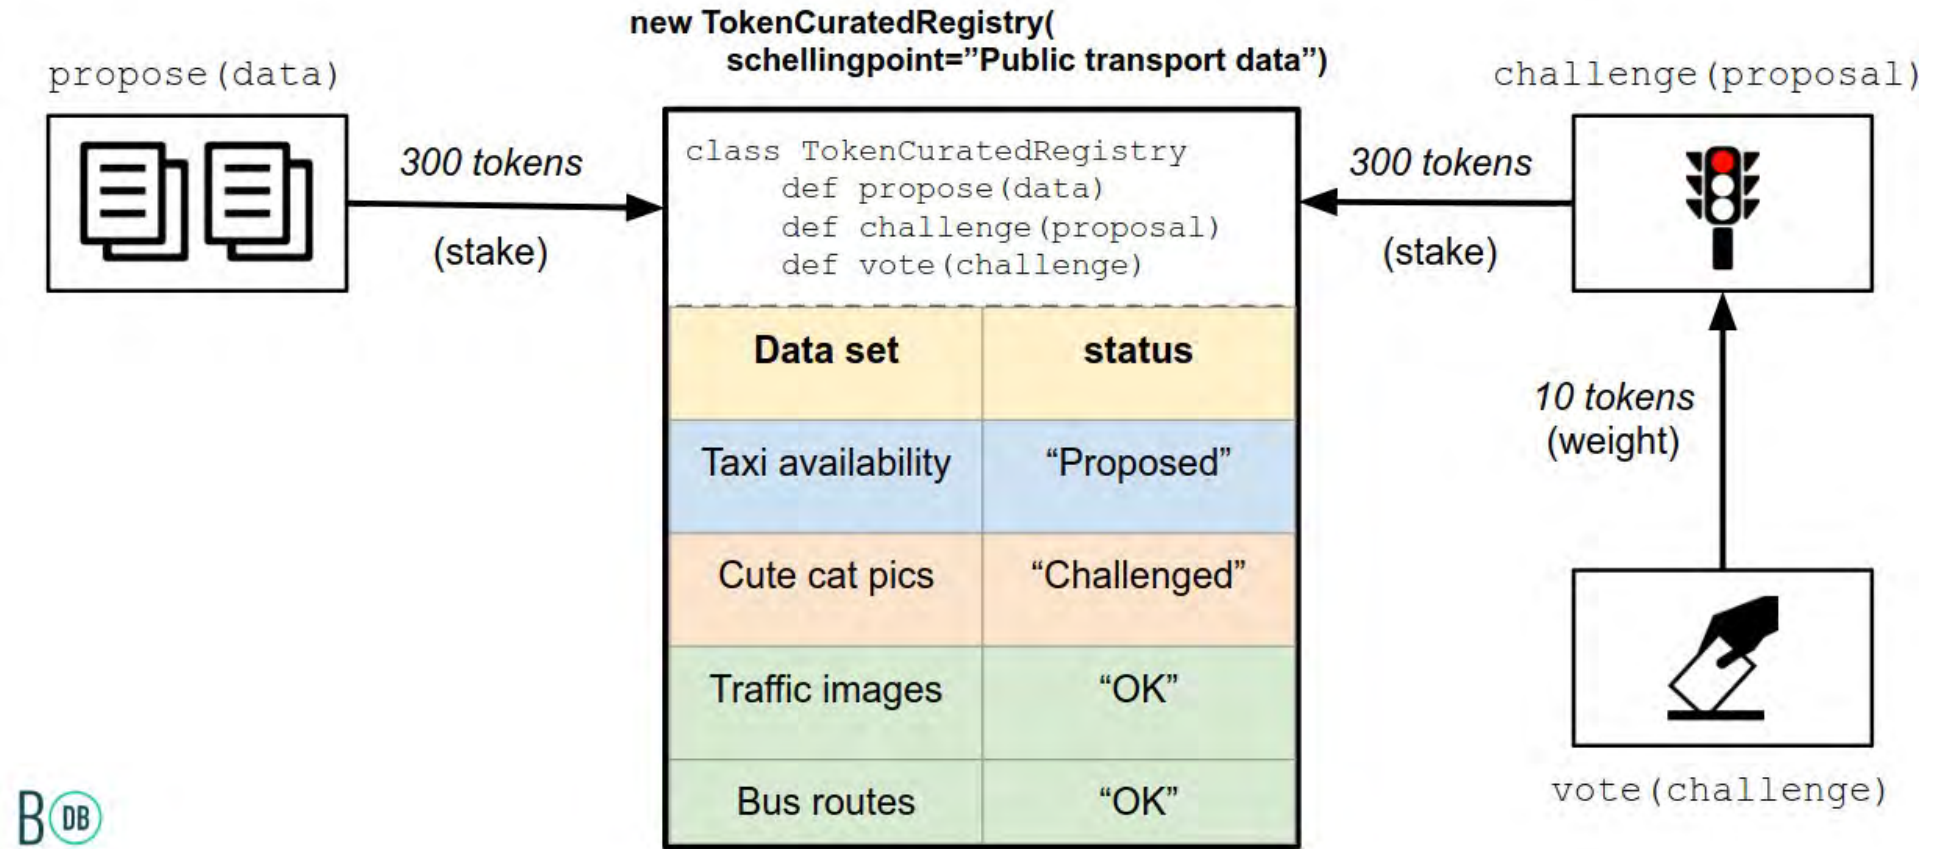 new TokenCuratedRegistry(
schellingpoint=”Public transport data”)
propose(data)
300 tokens
(stake)
class TokenCuratedRegistry
def propose(data)
def challenge(proposal)
def vote(challenge)
challenge(proposal)
300 tokens
(stake)
Data set status
Taxi availability “Proposed”
Cute cat pics “Challenged”
Traffic images “OK”
Bus routes “OK”
10 tokens
(weight)
vote(challenge)
B DB